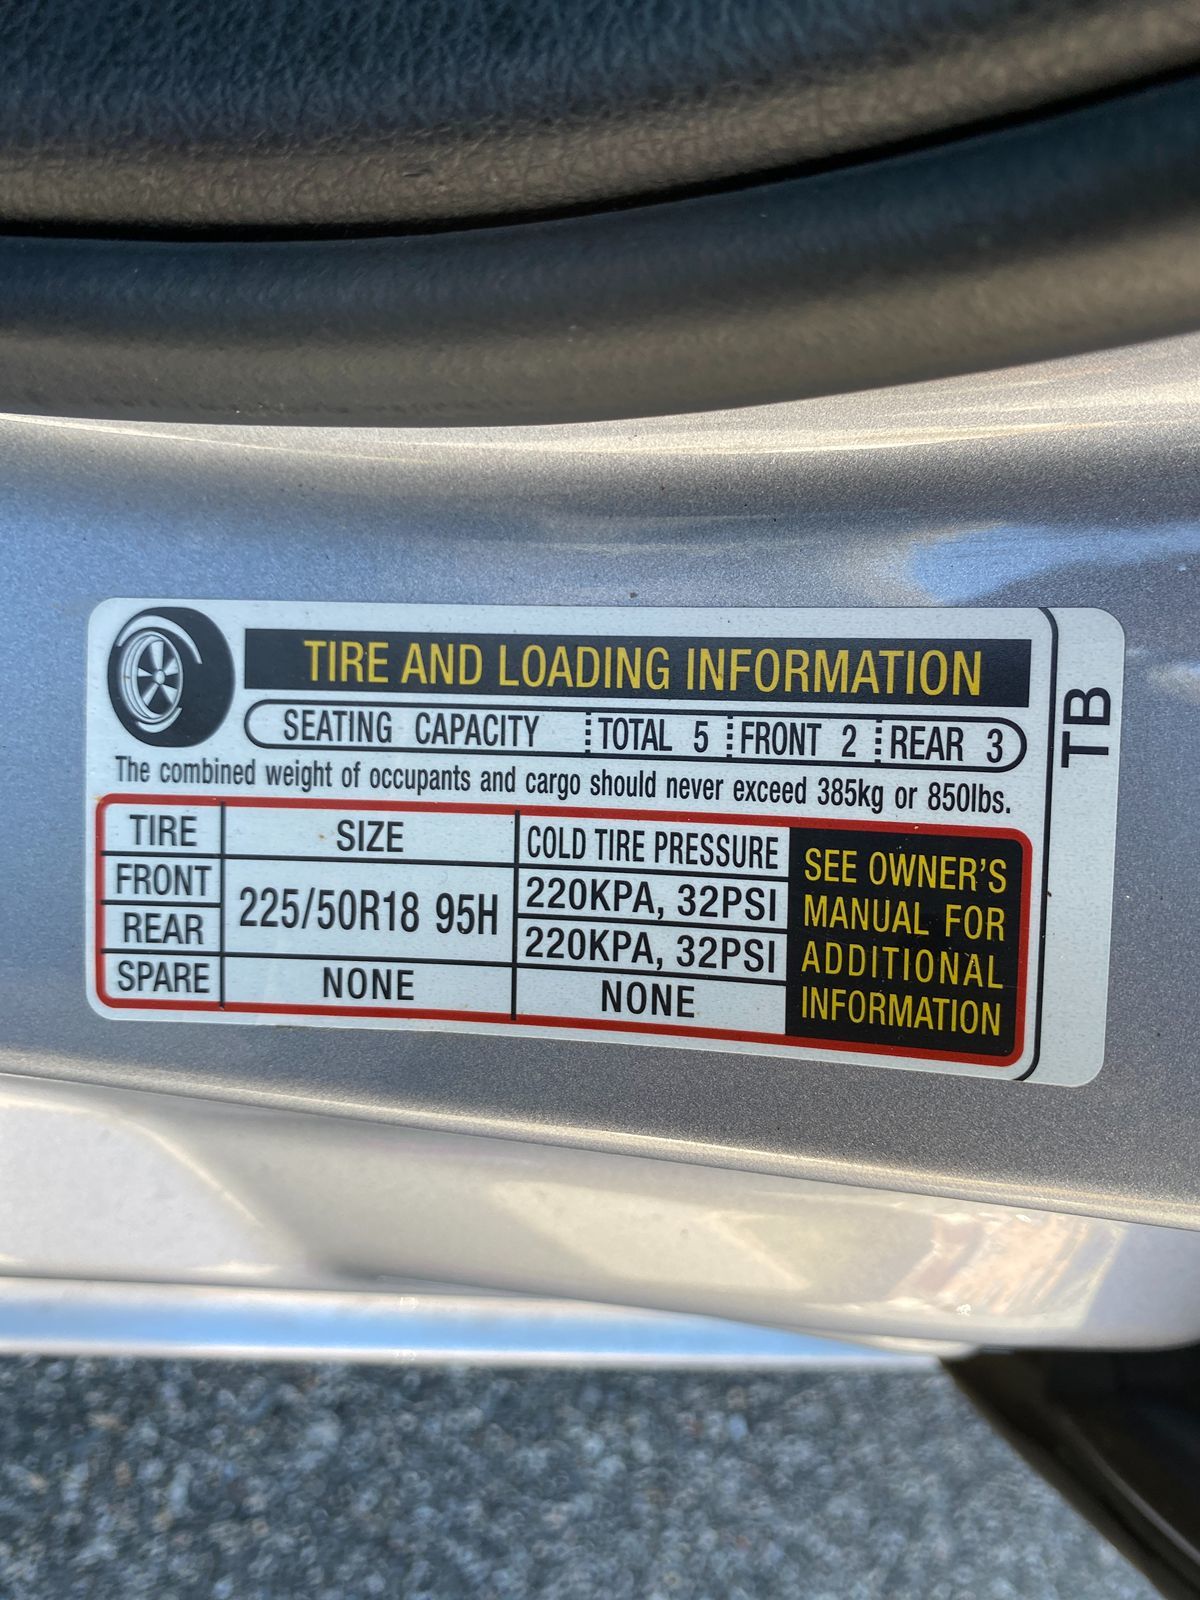 TIRE AND LOADING INFORMATION
SEATING CAPACITY TOTAL 5 FRONT 2 REAR 3
The combined weight of occupants and cargo should never exceed 385kg or 850lbs.
TIRE SIZE COLD TIRE PRESSURE
FRONT 225/50R18 95H 220KPA, 32PSI
REAR 220KPA, 32PSI
SPARE NONE NONE
SEE OWNER'S
MANUAL FOR
ADDITIONAL
INFORMATION
TB